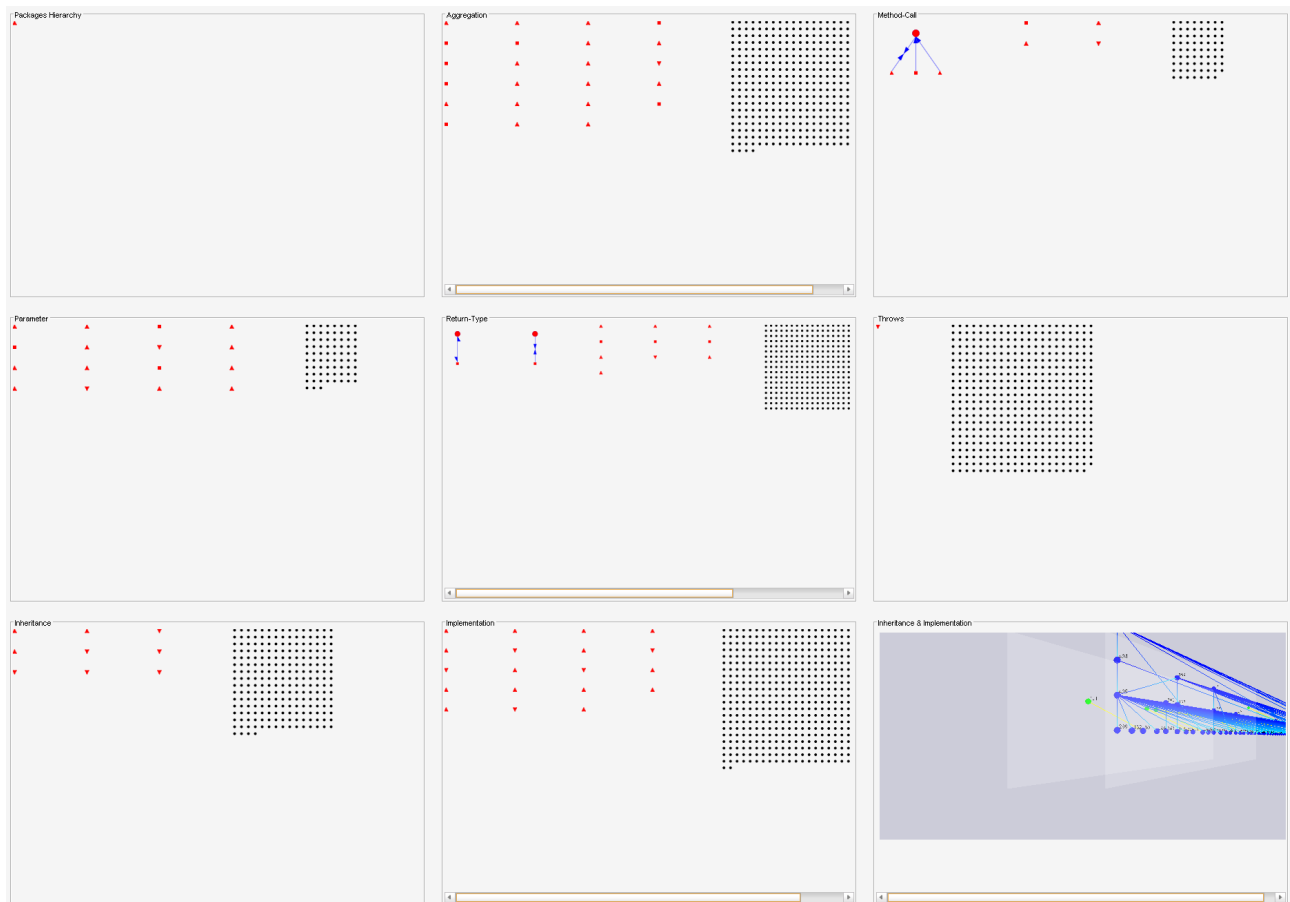 Packages Hierarchy
Aggregation
Method-Call
Parameter
Return-Type
Throws
Inheritance
Implementation
Inheritance & Implementation